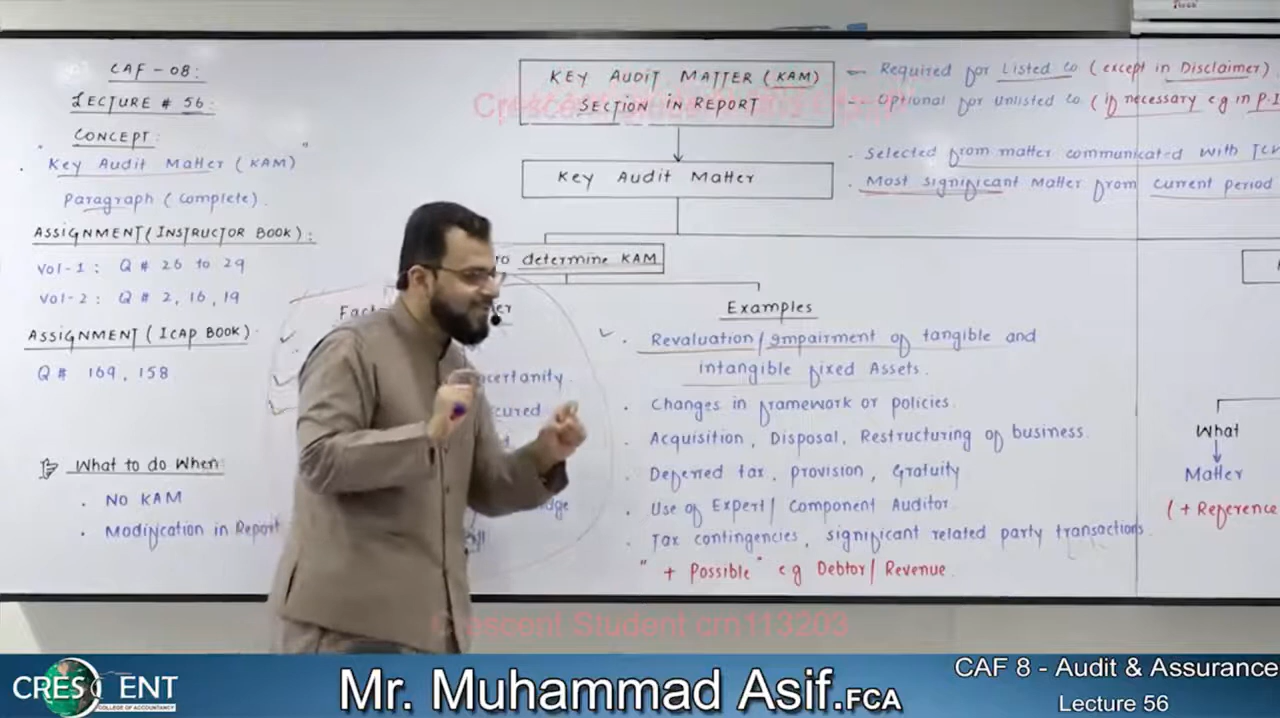 CAF - 08:
LECTURE # 56:
CONCEPT:
" Key Audit Matter (KAM) "
Paragraph (Complete).
ASSIGNMENT (INSTRUCTOR BOOK):
Vol-1: Q # 26 to 29
Vol-2: Q # 2, 16, 19
ASSIGNMENT (ICAP BOOK)
Q # 169, 158
What to do When:
. NO KAM
. Modification in Report
KEY AUDIT MATTER (KAM)
SECTION IN REPORT
- Required for Listed Co (except in Disclaimer)
- Optional for unlisted Co. (if necessary e.g in P.I
Key Audit Matter
. Selected from matter communicated with TCW
. Most significant Matter from current period
to determine KAM
Examples
. Revaluation/impairment of tangible and
intangible fixed Assets.
. Changes in framework or policies.
. Acquisition, Disposal, Restructuring of business
. Deferred tax, provision, Gratuity
. Use of Expert/Component Auditor
. Tax contingencies, significant related party transactions
" + Possible " e.g Debtor/Revenue.
What
Matter
(+ Reference
Crescent Student crn113203
CRESCENT
COLLEGE OF ACCOUNTANCY
Mr. Muhammad Asif.FCA
CAF 8 - Audit & Assurance
Lecture 56